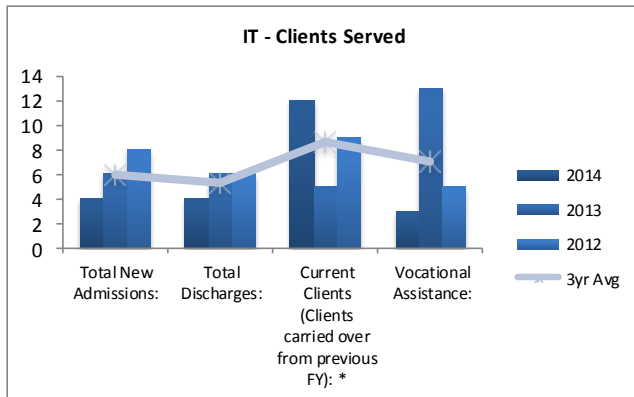 IT - Clients Served
14
12
10
8
6
4
2
0
Total New
Admissions:
Total
Discharges:
Current
Clients
(Clients
carried over
from previous
FY): *
Vocational
Assistance:
2014
2013
2012
3yr Avg